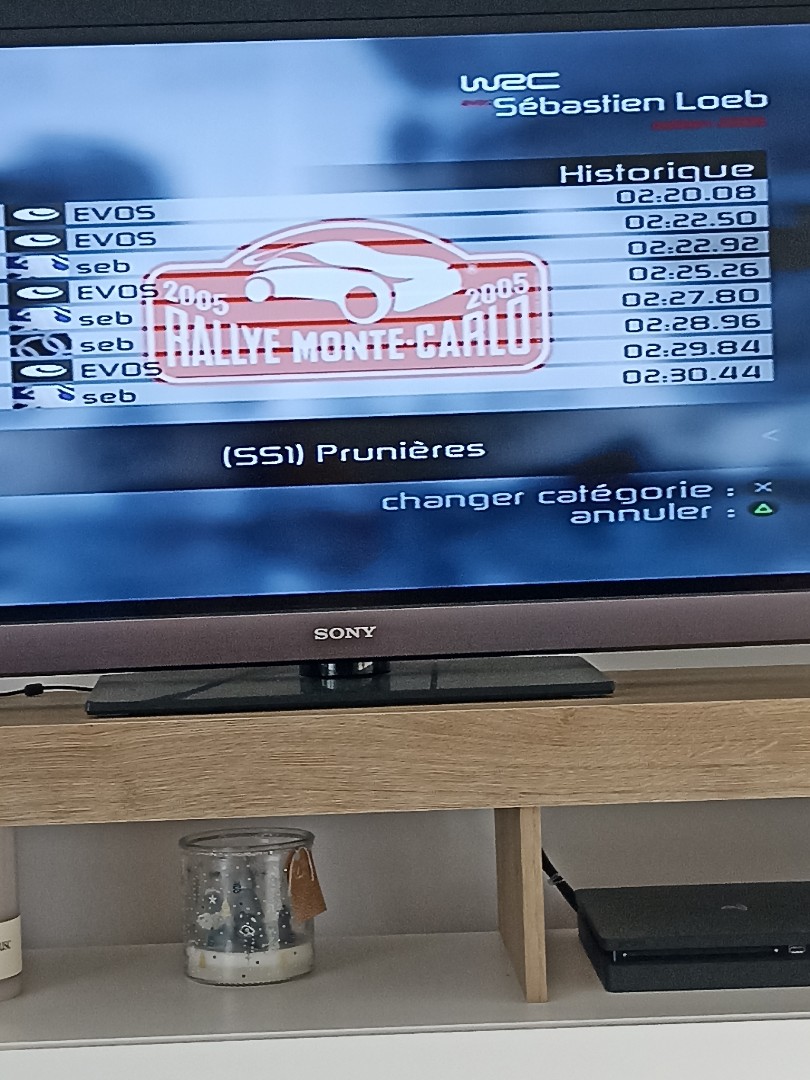 WRC
Sébastien Loeb
Historique
EVOS 02:20.08
EVOS 02:22.50
seb 02:22.92
EVOS 02:25.26
seb 02:27.80
seb 02:28.96
EVOS 02:29.84
seb 02:30.44
2005 2005
RALLYE MONTE-CARLO
(SS1) Prunières
<
changer catégorie : X
annuler :
SONY